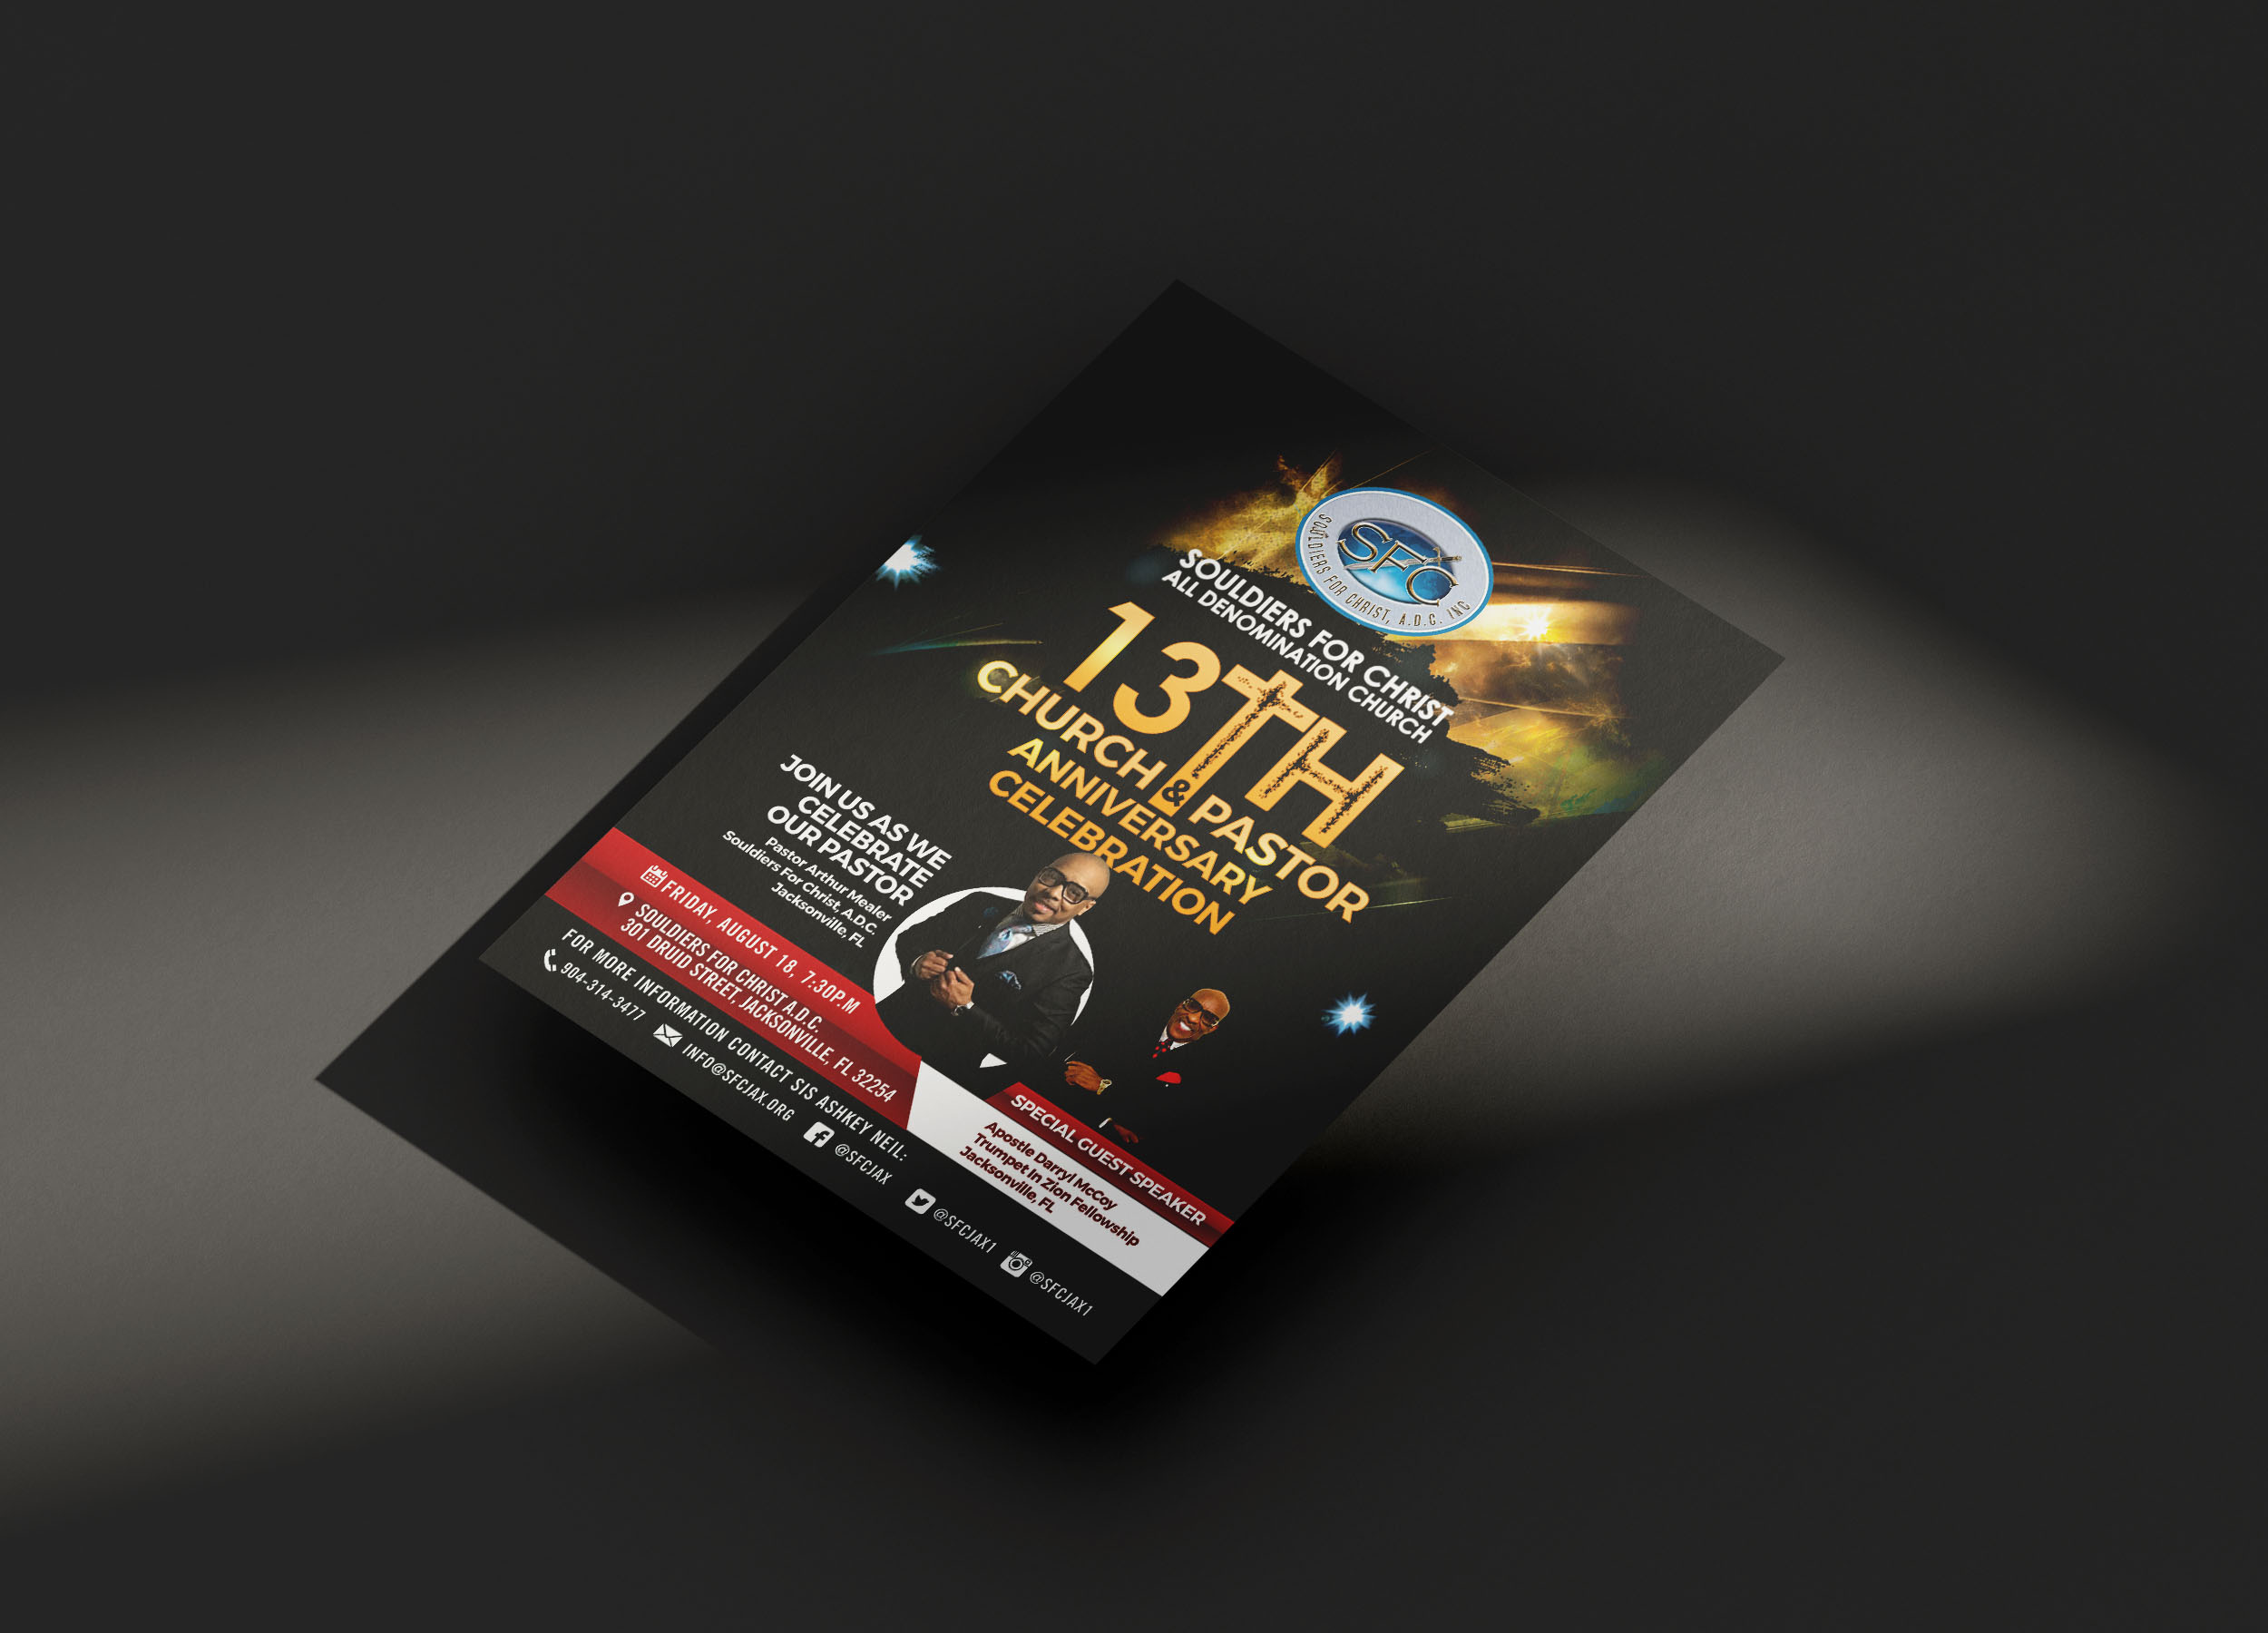 SFC
SOULDIERS FOR CHRIST, A.D.C. INC
SOULDIERS FOR CHRIST
ALL DENOMINATION CHURCH
13TH
CHURCH & PASTOR
ANNIVERSARY
CELEBRATION
JOIN US AS WE
CELEBRATE
OUR PASTOR
Pastor Arthur Mealer
Souldiers For Christ, A.D.C.
Jacksonville, FL
FRIDAY, AUGUST 18, 7:30P.M
SOULDIERS FOR CHRIST A.D.C.
301 DRUID STREET, JACKSONVILLE, FL 32254
SPECIAL GUEST SPEAKER
Apostle Darryl McCoy
Trumpet In Zion Fellowship
Jacksonville, FL
FOR MORE INFORMATION CONTACT SIS ASHKEY NEIL:
904-314-3477 INFO@SFCJAX.ORG @SFCJAX @SFCJAX1 @SFCJAX1